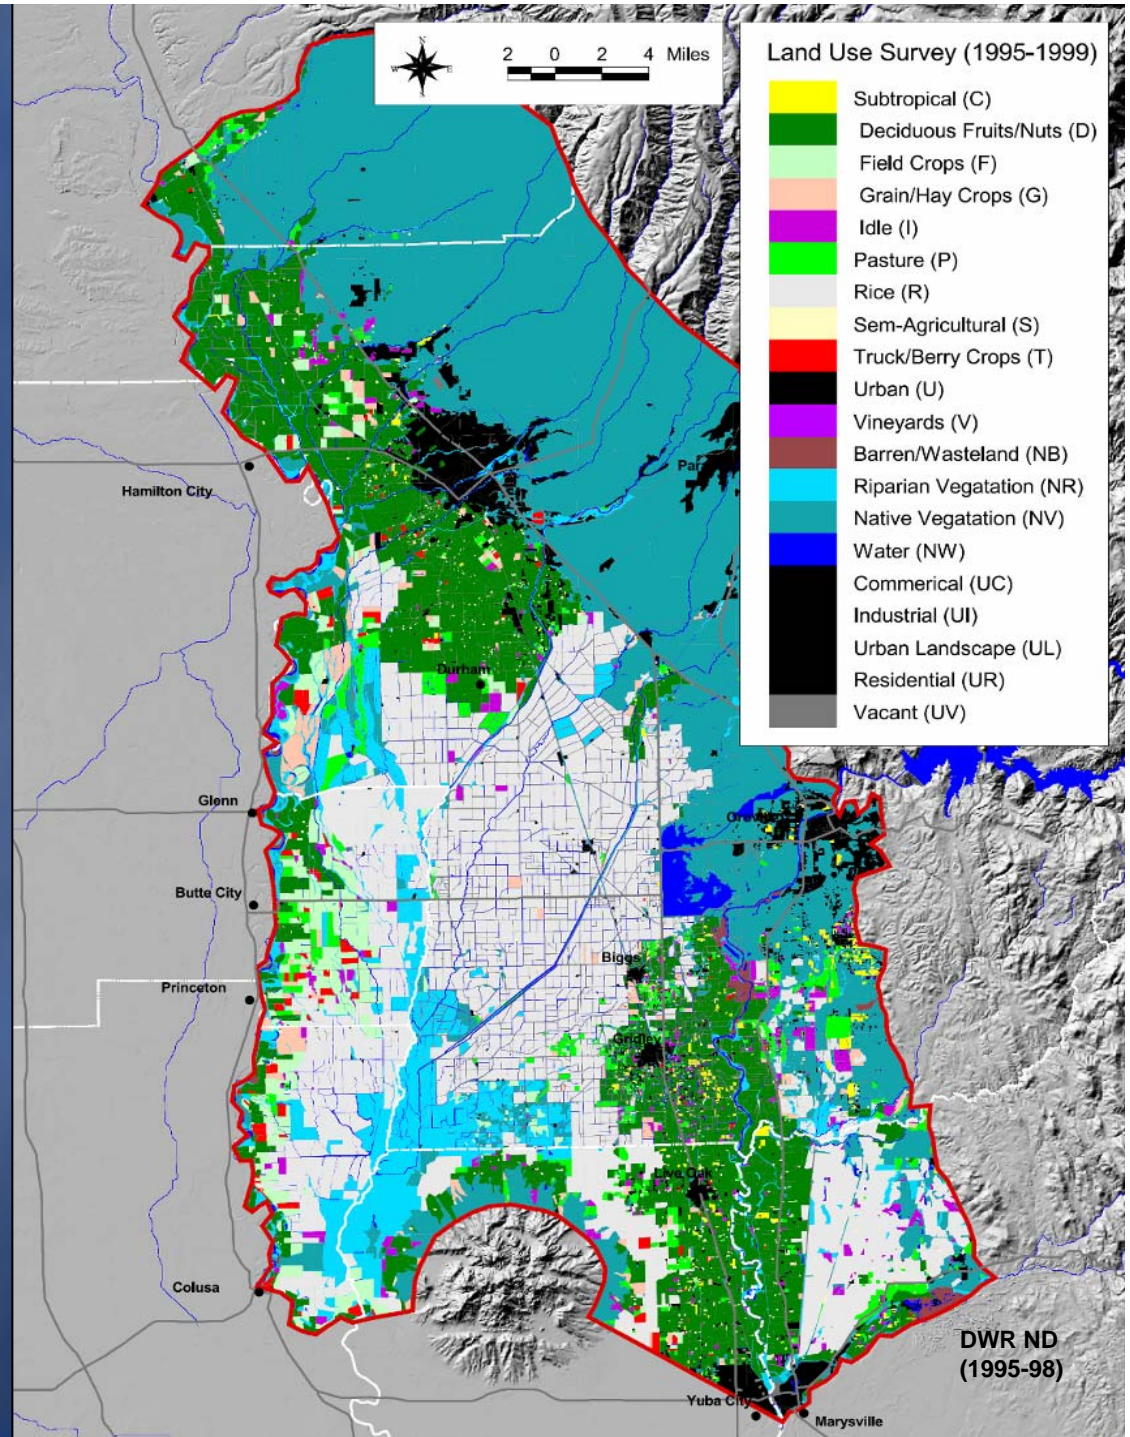 N
W
E
S
2 0 2 4 Miles
Land Use Survey (1995-1999)
Subtropical (C)
Deciduous Fruits/Nuts (D)
Field Crops (F)
Grain/Hay Crops (G)
Idle (I)
Pasture (P)
Rice (R)
Sem-Agricultural (S)
Truck/Berry Crops (T)
Urban (U)
Vineyards (V)
Barren/Wasteland (NB)
Riparian Vegatation (NR)
Native Vegatation (NV)
Water (NW)
Commerical (UC)
Industrial (UI)
Urban Landscape (UL)
Residential (UR)
Vacant (UV)
Par
Hamilton City
Durham
Glenn
Butte City
Biggs
Princeton
Gridley
Live Oak
Colusa
DWR ND
(1995-98)
Yuba City
Marysville